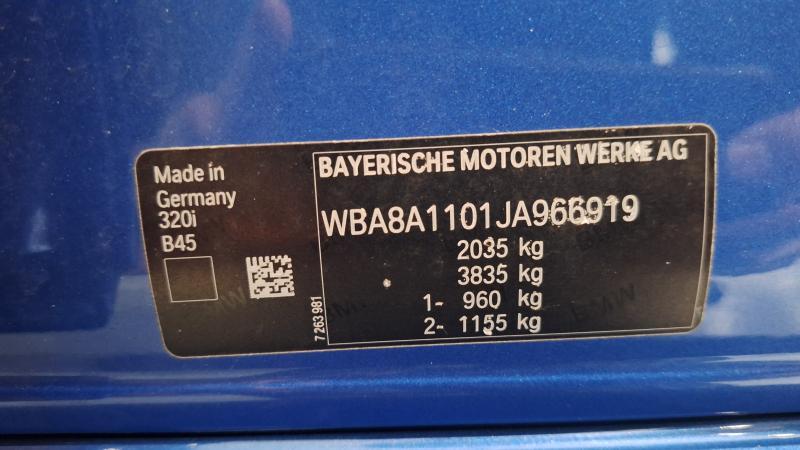 Made in
Germany
320i
B45
7 263 981
BAYERISCHE MOTOREN WERKE AG
WBA8A1101JA966919
2035 kg
3835 kg
1- 960 kg
2- 1155 kg
BMW